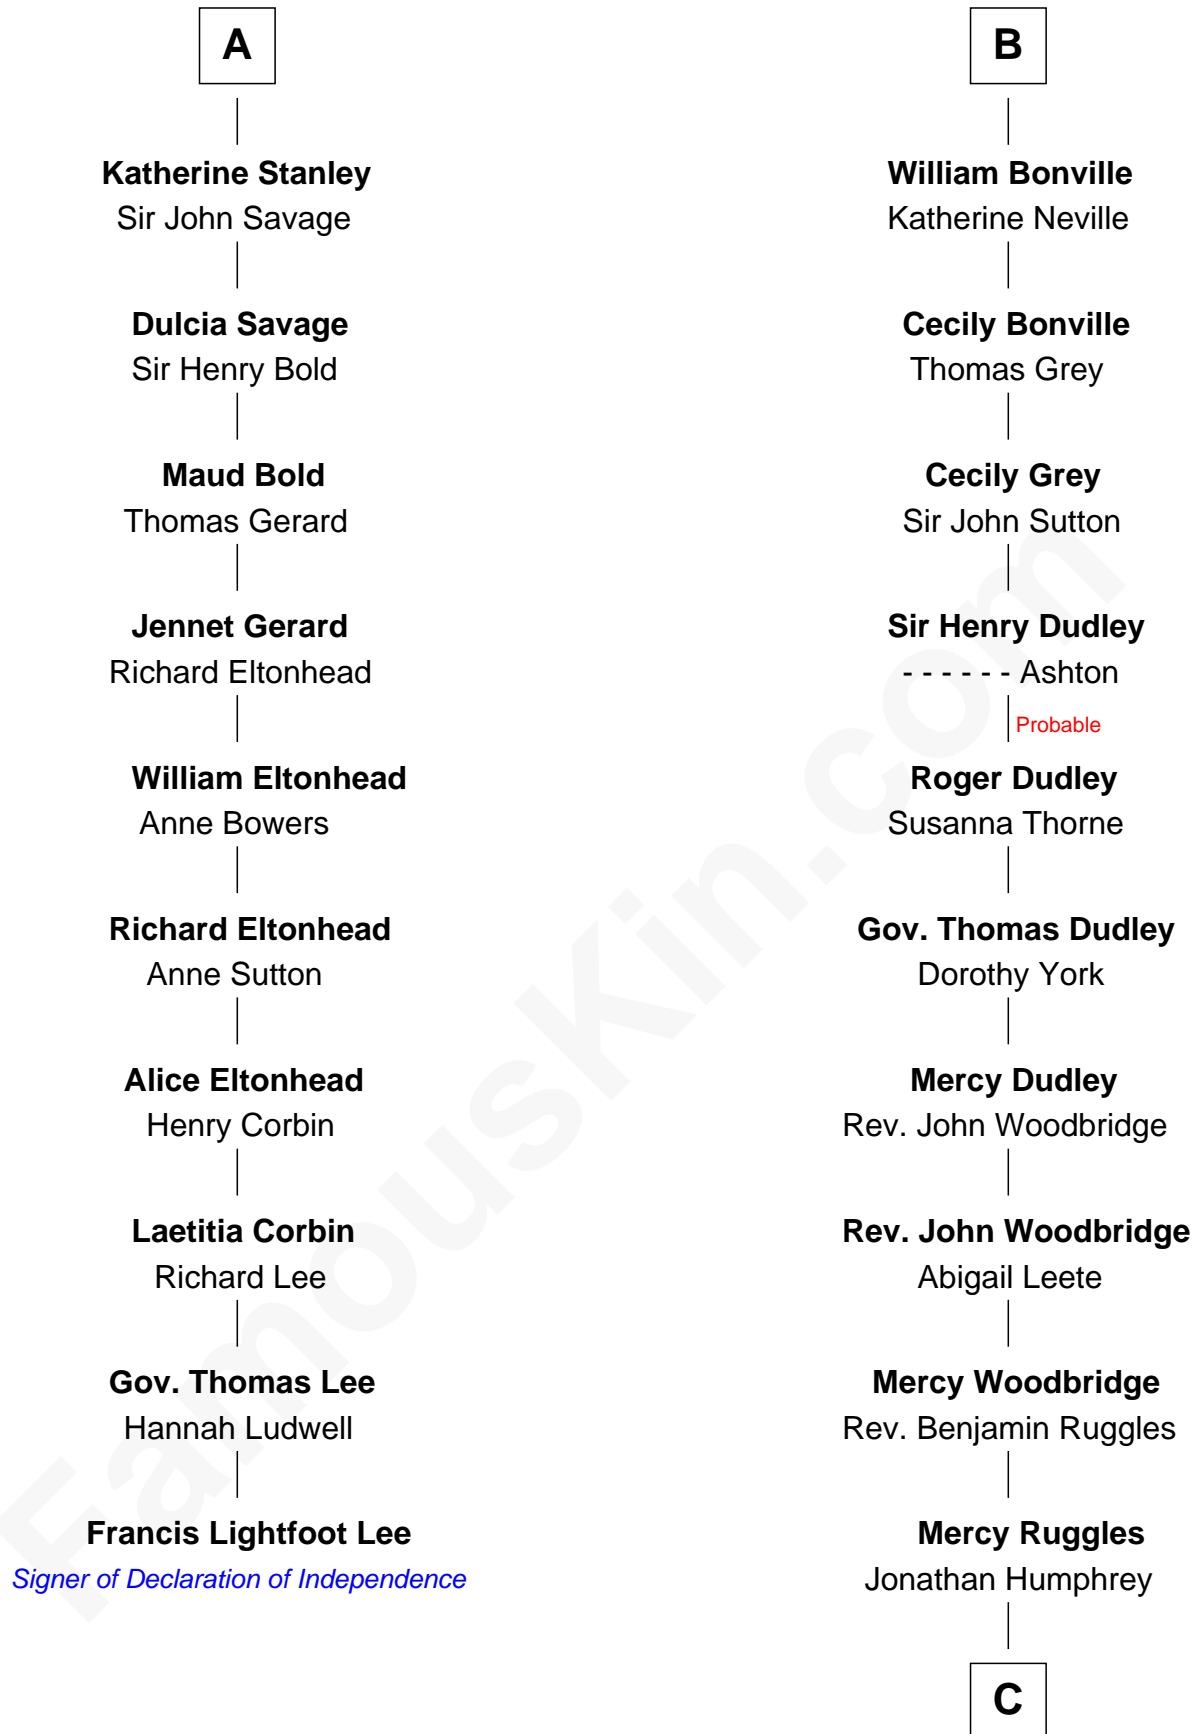 A
Katherine Stanley
Sir John Savage
Dulcia Savage
Sir Henry Bold
Maud Bold
Thomas Gerard
Jennet Gerard
Richard Eltonhead
William Eltonhead
Anne Bowers
Richard Eltonhead
Anne Sutton
Alice Eltonhead
Henry Corbin
Laetitia Corbin
Richard Lee
Gov. Thomas Lee
Hannah Ludwell
Francis Lightfoot Lee
Signer of Declaration of Independence
B
William Bonville
Katherine Neville
Cecily Bonville
Thomas Grey
Cecily Grey
Sir John Sutton
Sir Henry Dudley
- - - - - - Ashton
Probable
Roger Dudley
Susanna Thorne
Gov. Thomas Dudley
Dorothy York
Mercy Dudley
Rev. John Woodbridge
Rev. John Woodbridge
Abigail Leete
Mercy Woodbridge
Rev. Benjamin Ruggles
Mercy Ruggles
Jonathan Humphrey
C
FamousKin.com